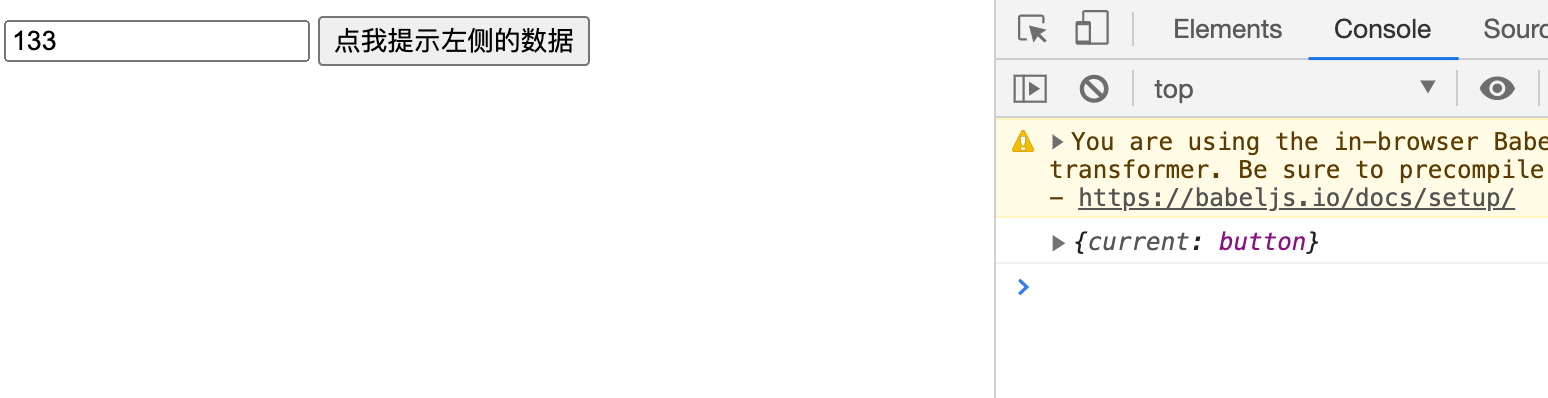 133 点我提示左侧的数据
Elements Console Sourc
top
You are using the in-browser Babe
transformer. Be sure to precompile
– https://babeljs.io/docs/setup/
{current: button}